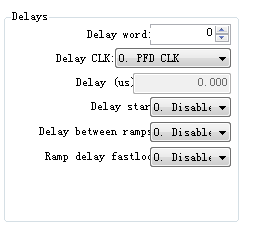 Delays
Delay word: 0
Delay CLK: 0. PFD CLK
Delay (us) 0.000
Delay star 0. Disable
Delay between ramps 0. Disable
Ramp delay fastloc 0. Disable